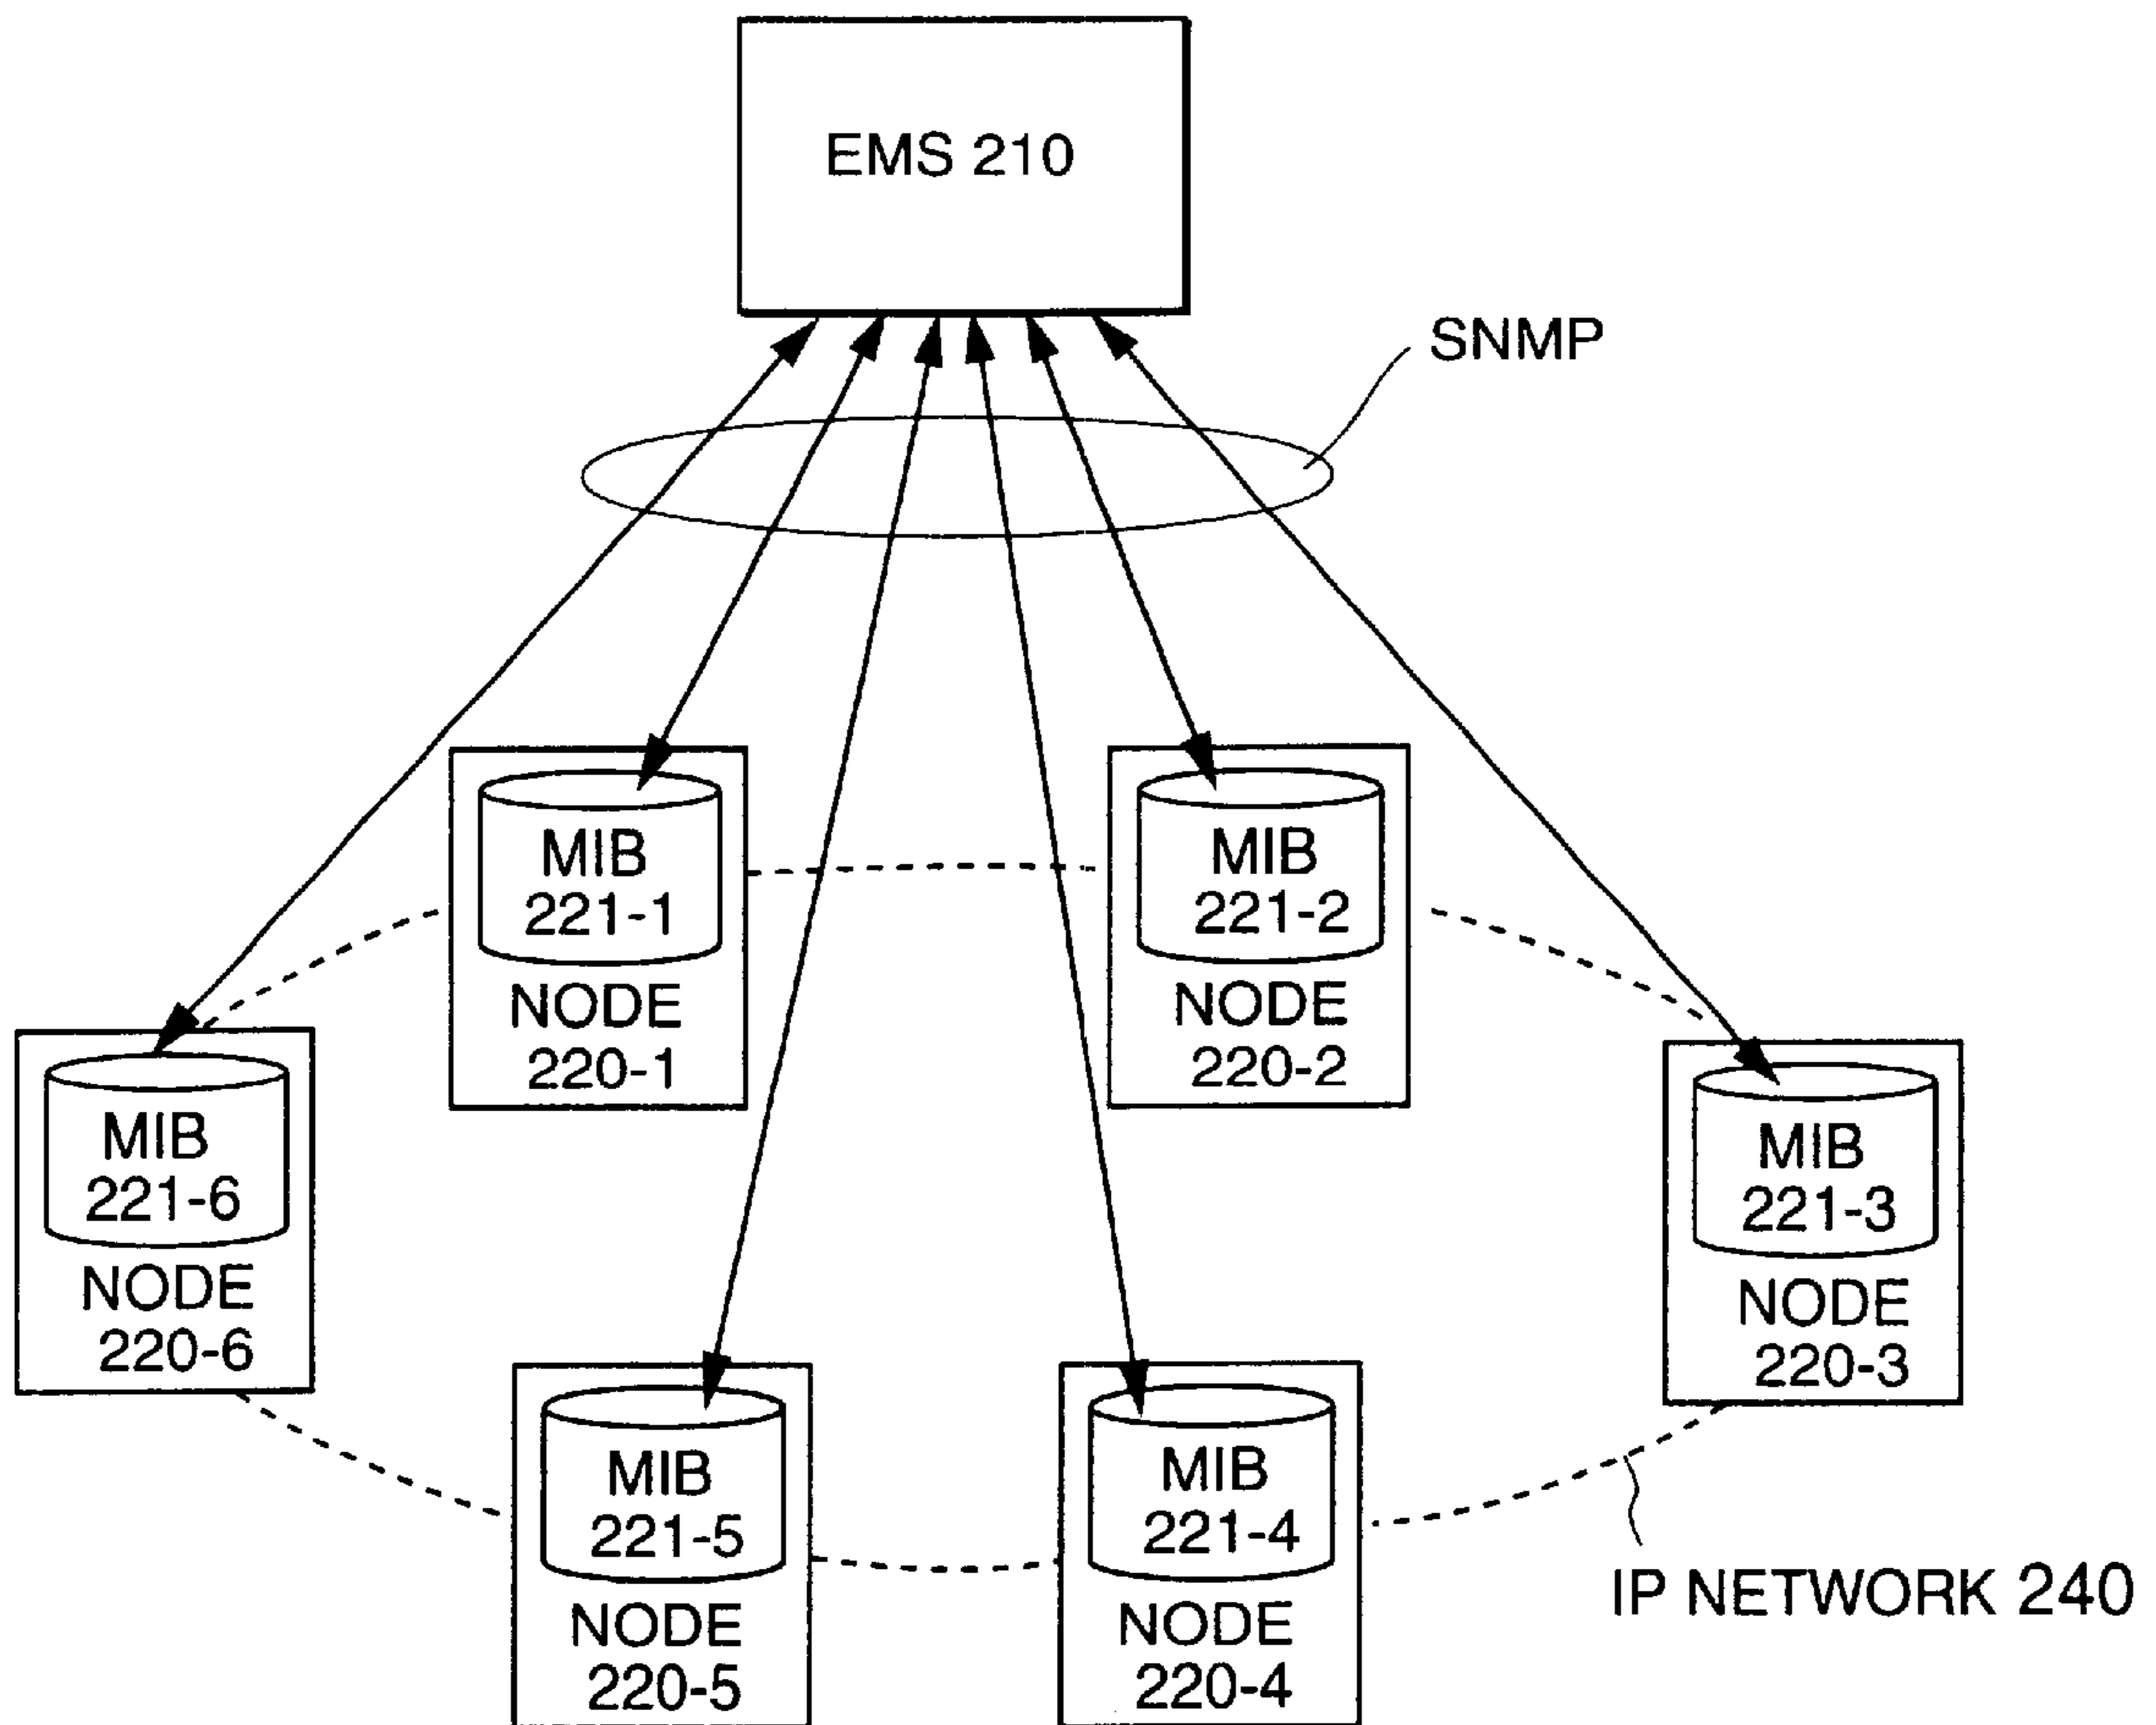 EMS 210
SNMP
MIB
221-1
NODE
220-1
MIB
221-2
NODE
220-2
MIB
221-6
NODE
220-6
MIB
221-3
NODE
220-3
MIB
221-5
NODE
220-5
MIB
221-4
NODE
220-4
IP NETWORK 240